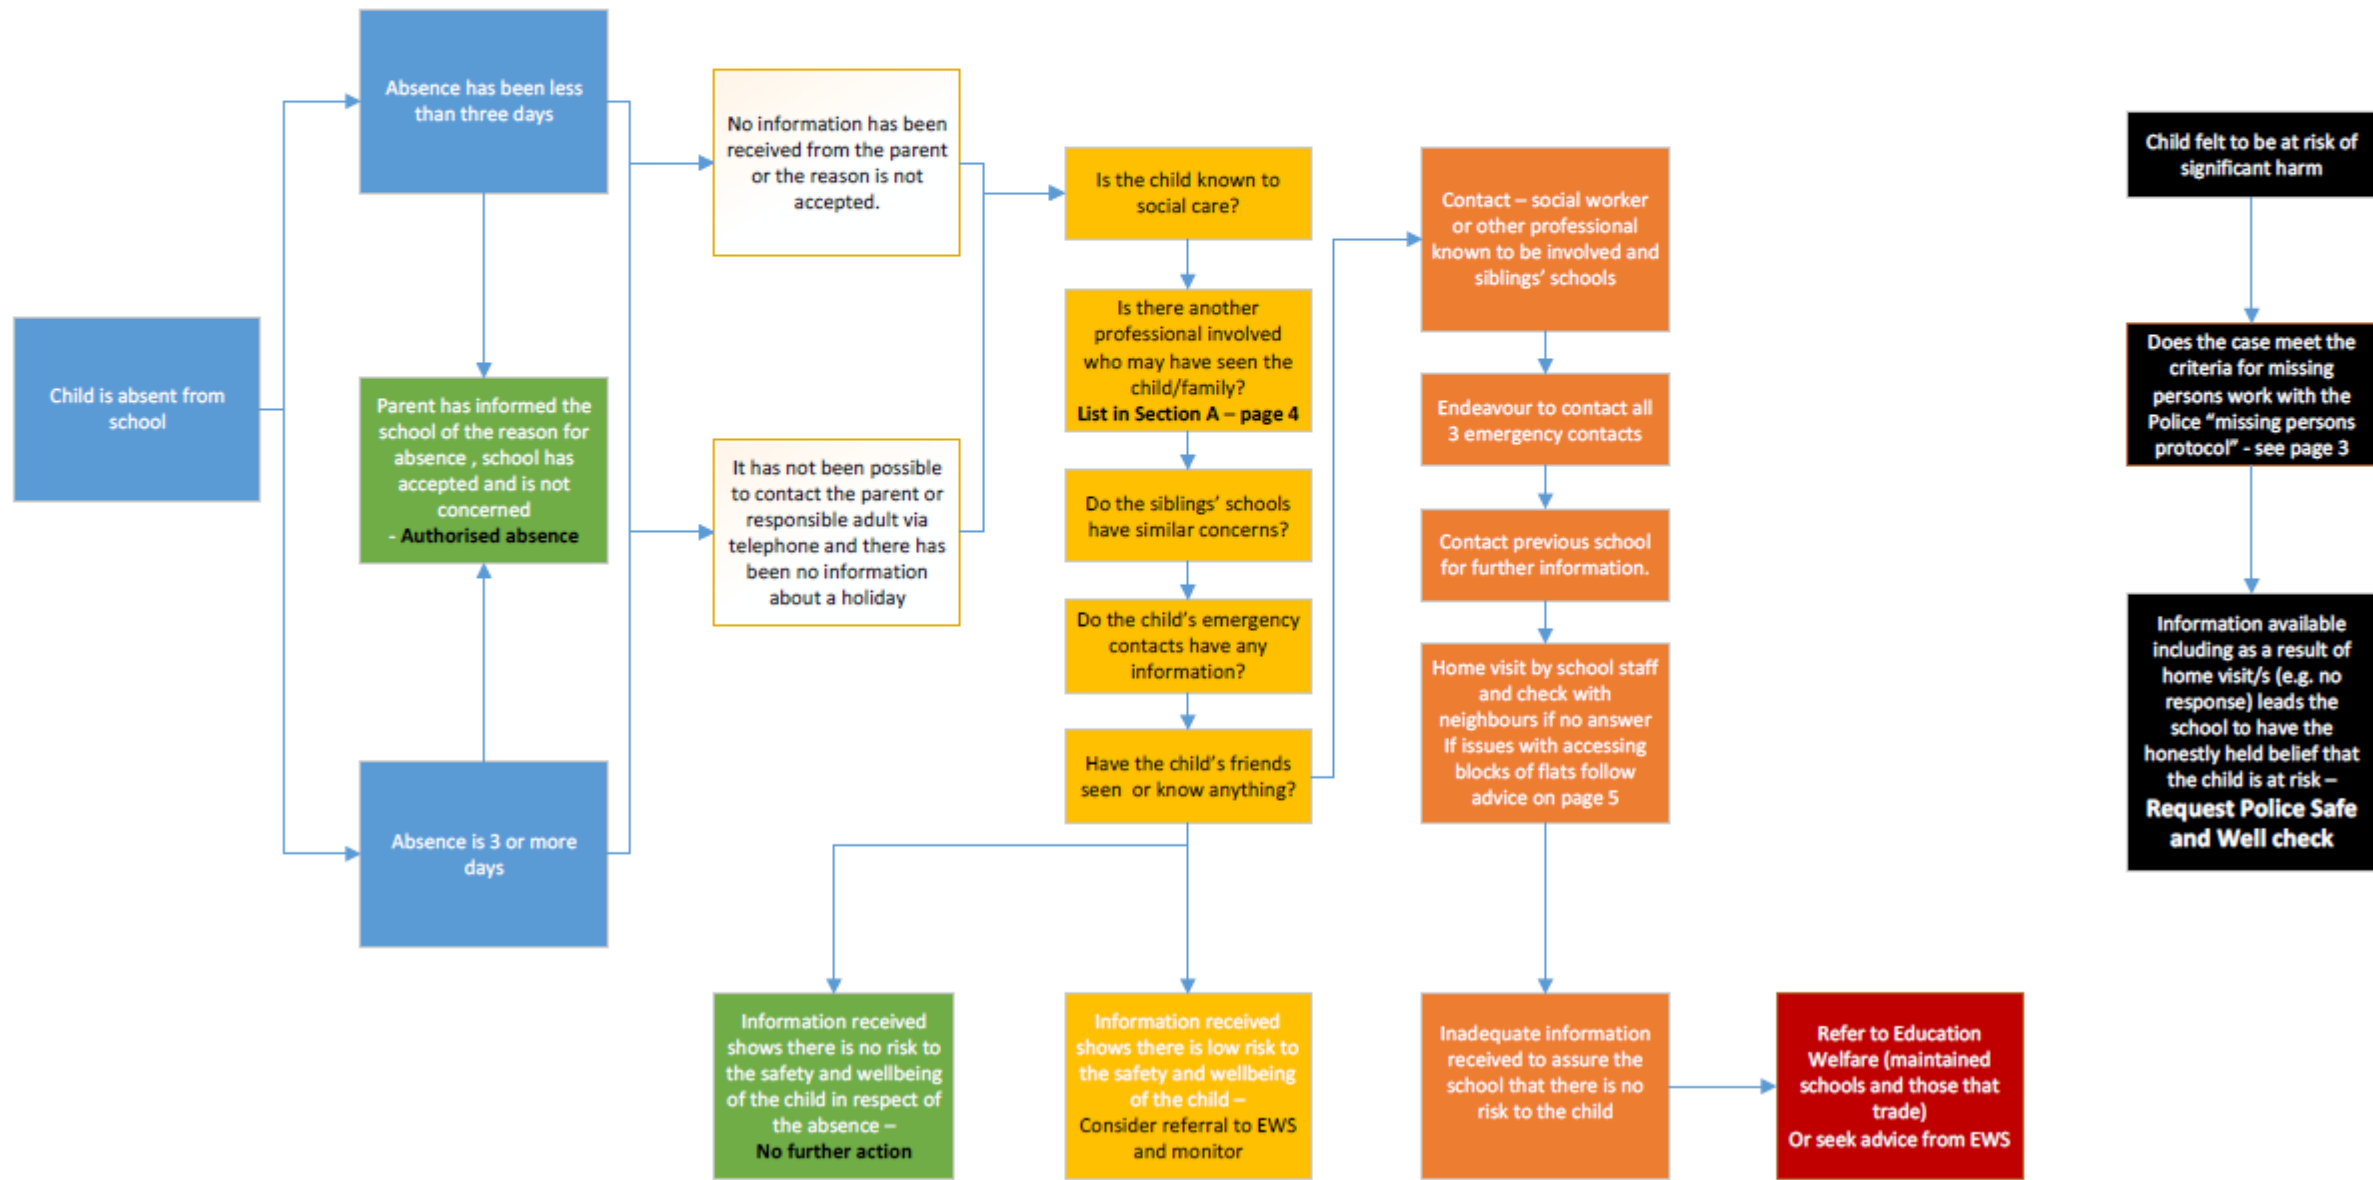 Child is absent from
school
Absence has been less
than three days
Parent has informed the
school of the reason for
absence , school has
accepted and is not
concerned
- Authorised absence
Absence is 3 or more
days
No information has been
received from the parent
or the reason is not
accepted.
It has not been possible
to contact the parent or
responsible adult via
telephone and there has
been no information
about a holiday
Is the child known to
social care?
Is there another
professional involved
who may have seen the
child/family?
List in Section A – page 4
Do the siblings’ schools
have similar concerns?
Do the child’s emergency
contacts have any
information?
Have the child’s friends
seen or know anything?
Information received
shows there is no risk to
the safety and wellbeing
of the child in respect of
the absence –
No further action
Information received
shows there is low risk to
the safety and wellbeing
of the child –
Consider referral to EWS
and monitor
Contact – social worker
or other professional
known to be involved and
siblings’ schools
Endeavour to contact all
3 emergency contacts
Contact previous school
for further information.
Home visit by school staff
and check with
neighbours if no answer
If issues with accessing
blocks of flats follow
advice on page 5
Inadequate information
received to assure the
school that there is no
risk to the child
Refer to Education
Welfare (maintained
schools and those that
trade)
Or seek advice from EWS
Child felt to be at risk of
significant harm
Does the case meet the
criteria for missing
persons work with the
Police “missing persons
protocol” - see page 3
Information available
including as a result of
home visit/s (e.g. no
response) leads the
school to have the
honestly held belief that
the child is at risk –
Request Police Safe
and Well check